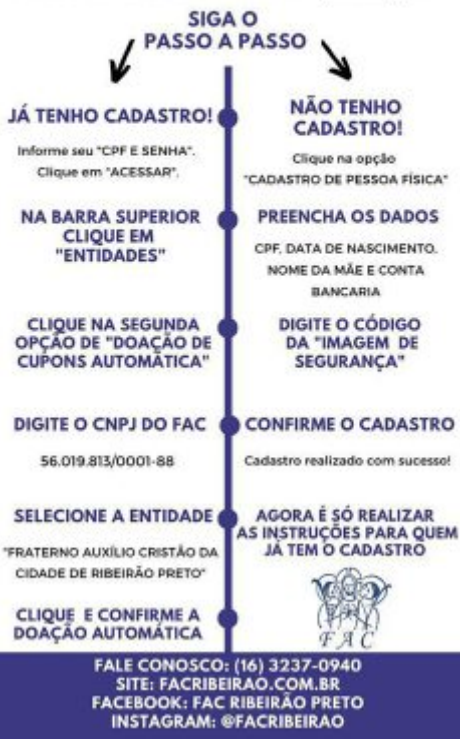 SIGA O
PASSO A PASSO
JÁ TENHO CADASTRO!
Informe seu "CPF E SENHA".
Clique em "ACESSAR".
NA BARRA SUPERIOR
CLIQUE EM
"ENTIDADES"
CLIQUE NA SEGUNDA
OPÇÃO DE "DOAÇÃO DE
CUPONS AUTOMÁTICA"
DIGITE O CNPJ DO FAC
56.019.813/0001-88
SELECIONE A ENTIDADE
"FRATERNO AUXÍLIO CRISTÃO DA
CIDADE DE RIBEIRÃO PRETO"
CLIQUE E CONFIRME A
DOAÇÃO AUTOMÁTICA
NÃO TENHO
CADASTRO!
Clique na opção
"CADASTRO DE PESSOA FÍSICA"
PREENCHA OS DADOS
CPF, DATA DE NASCIMENTO,
NOME DA MÃE E CONTA
BANCARIA
DIGITE O CÓDIGO
DA "IMAGEM DE
SEGURANÇA"
CONFIRME O CADASTRO
Cadastro realizado com sucesso!
AGORA É SÓ REALIZAR
AS INSTRUÇÕES PARA QUEM
JÁ TEM O CADASTRO
FAC
FALE CONOSCO: (16) 3237-0940
SITE: FACRIBEIRAO.COM.BR
FACEBOOK: FAC RIBEIRÃO PRETO
INSTAGRAM: @FACRIBEIRAO